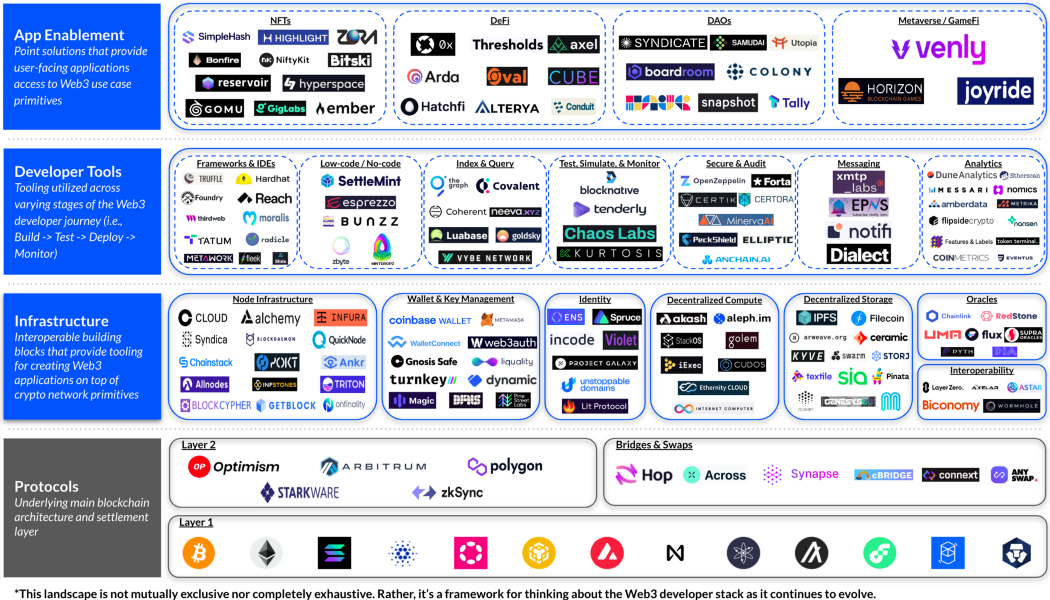 App Enablement
Point solutions that provide
user-facing applications
access to Web3 use case
primitives
NFTs
SimpleHash HIGHLIGHT ZORA
Bonfire NiftyKit Bitski
reservoir hyperspace
GOMU GigLabs ember
DeFi
0x Thresholds axel
Arda Oval CUBE
Hatchfi ALTERYA Conduit
DAOs
SYNDICATE SAMUDAI Utopia
boardroom COLONY
snapshot Tally
Metaverse / GameFi
venly
HORIZON
BLOCKCHAIN GAMES
joyride
Developer Tools
Tooling utilized across
varying stages of the Web3
developer journey (i.e.,
Build -> Test -> Deploy ->
Monitor)
Frameworks & IDEs
TRUFFLE Hardhat
Foundry Reach
thirdweb moralis
TATUM radicle
METAWORK fleek Slide
Low-code / No-code
SettleMint
esprezzo
BUNZZ
zbyte MINTDROPZ
Index & Query
the graph Covalent
Coherent neeva.xyz
Luabase goldsky
VYBE NETWORK
Test, Simulate, & Monitor
blocknative
tenderly
Chaos Labs
KURTOSIS
Secure & Audit
OpenZeppelin Forta
CERTIK CERTORA
MinervaAI
PeckShield ELLIPTIC
ANCHAIN.AI
Messaging
xmtp
_labs
EPNS
notifi
Dialect
Analytics
Dune Analytics Etherscan
MESSARI nomics
amberdata METRIKA
flipsidecrypto nansen
Features & Labels token terminal_
COINMETRICS EVENTUS
Infrastructure
Interoperable building
blocks that provide tooling
for creating Web3
applications on top of
crypto network primitives
Node Infrastructure
CLOUD alchemy INFURA
Syndica BLOCKDAEMON QuickNode
Chainstack POKT Ankr
Allnodes INFSTONES TRITON
BLOCKCYPHER GETBLOCK onfinality
Wallet & Key Management
coinbase WALLET METAMASK
WalletConnect web3auth
Gnosis Safe liquality
turnkey dynamic
Magic Pine Street Labs
Identity
ENS Spruce
incode Violet
PROJECT GALAXY
unstoppable
domains
Lit Protocol
Decentralized Compute
akash aleph.im
StackOS golem
iExec CUDOS
Ethernity CLOUD
INTERNET COMPUTER
Decentralized Storage
IPFS Filecoin
arweave.org ceramic
KYVE swarm STORJ
textile sia Pinata
ocean GENESYS
Oracles
Chainlink RedStone
UMA flux SUPRA ORACLES
PYTH DIA
Interoperability
LayerZero. AXELAR ASTAR
Biconomy WORMHOLE
Protocols
Underlying main blockchain
architecture and settlement
layer
Layer 2
OP Optimism ARBITRUM polygon
STARKWARE zkSync
Bridges & Swaps
Hop Across Synapse cBRIDGE connext ANY SWAP.
Layer 1
*This landscape is not mutually exclusive nor completely exhaustive. Rather, it's a framework for thinking about the Web3 developer stack as it continues to evolve.